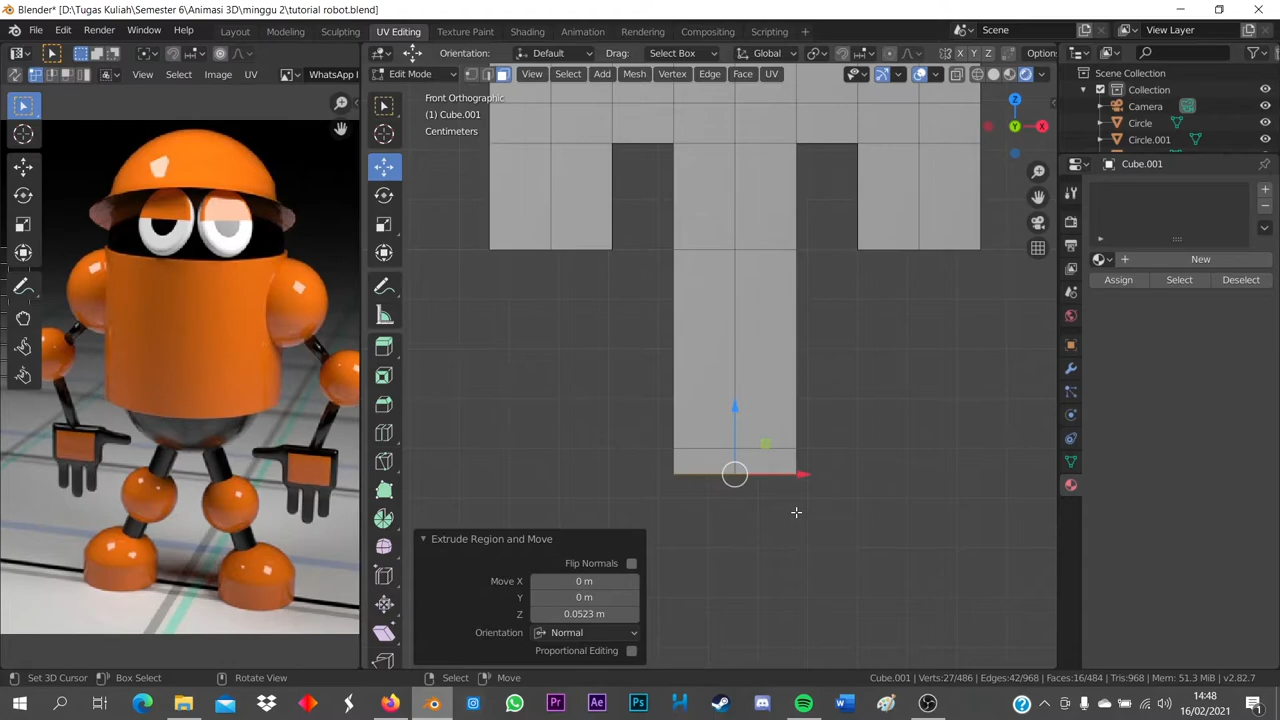 Blender* [D:\Tugas Kuliah\Semester 6\Animasi 3D\minggu 2\tutorial robot.blend]
File Edit Render Window Help Layout Modeling Sculpting UV Editing Texture Paint Shading Animation Rendering Compositing Scripting + Scene View Layer
Orientation: Default Drag: Select Box Global X Y Z Options
View Select Image UV WhatsApp I Edit Mode View Select Add Mesh Vertex Edge Face UV
Scene Collection
Collection
Camera
Circle
Circle.001
Front Orthographic
(1) Cube.001
Centimeters
Z
Y
X
Cube.001
New
Assign Select Deselect
Extrude Region and Move
Flip Normals
Move X 0 m
Y 0 m
Z 0.0523 m
Orientation Normal
Proportional Editing
Set 3D Cursor Box Select Rotate View Select Move Cube.001 | Verts:27/486 | Edges:42/968 | Faces:16/484 | Tris:968 | Mem: 51.3 MiB | v2.82.7
14:48
16/02/2021